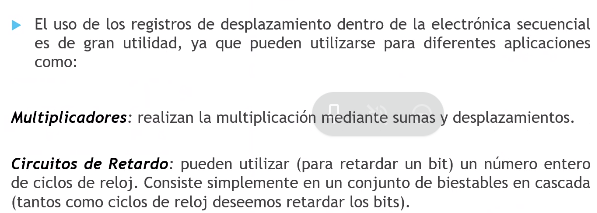 El uso de los registros de desplazamiento dentro de la electrónica secuencial
es de gran utilidad, ya que pueden utilizarse para diferentes aplicaciones
como:
Multiplicadores: realizan la multiplicación mediante sumas y desplazamientos.
Circuitos de Retardo: pueden utilizar (para retardar un bit) un número entero
de ciclos de reloj. Consiste simplemente en un conjunto de biestables en cascada
(tantos como ciclos de reloj deseemos retardar los bits).